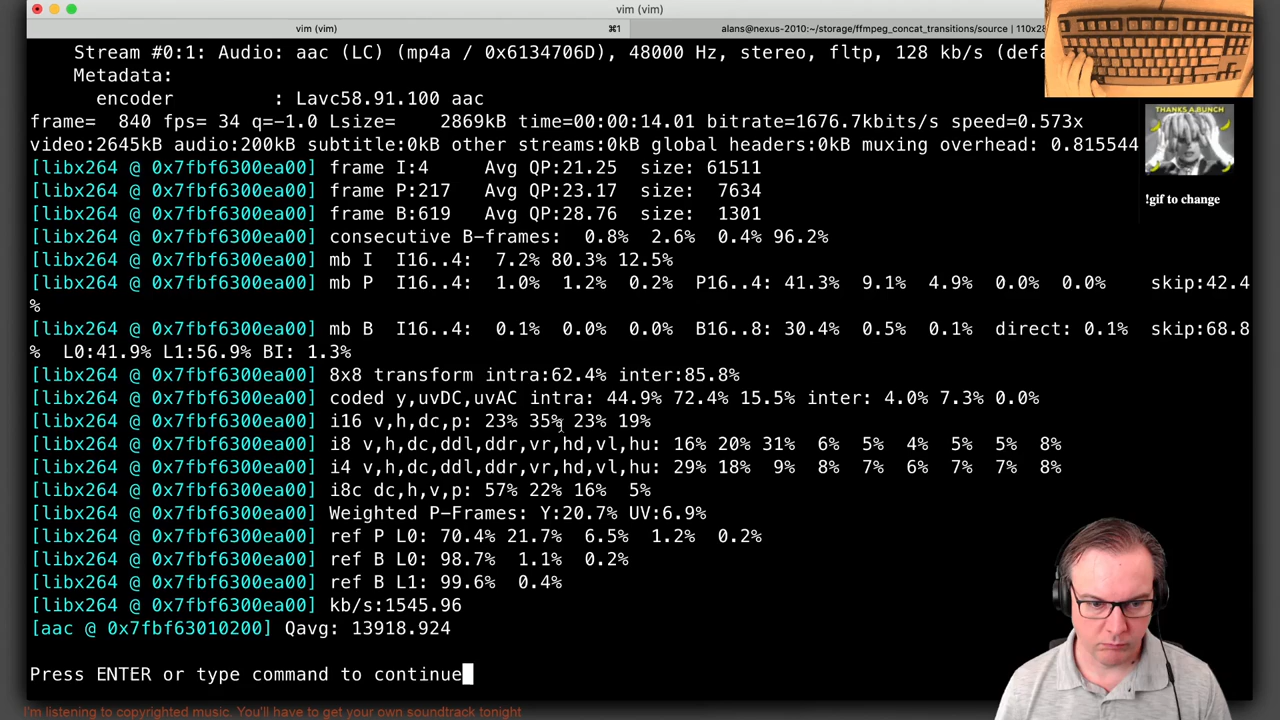 vim (vim)
vim (vim) ⌘1 alans@nexus-2010:~/storage/ffmpeg_concat_transitions/source | 110x28
Stream #0:1: Audio: aac (LC) (mp4a / 0x6134706D), 48000 Hz, stereo, fltp, 128 kb/s (defa
Metadata:
encoder : Lavc58.91.100 aac
frame= 840 fps= 34 q=-1.0 Lsize= 2869kB time=00:00:14.01 bitrate=1676.7kbits/s speed=0.573x
video:2645kB audio:200kB subtitle:0kB other streams:0kB global headers:0kB muxing overhead: 0.815544
THANKS A BUNCH
!gif to change
[libx264 @ 0x7fbf6300ea00] frame I:4 Avg QP:21.25 size: 61511
[libx264 @ 0x7fbf6300ea00] frame P:217 Avg QP:23.17 size: 7634
[libx264 @ 0x7fbf6300ea00] frame B:619 Avg QP:28.76 size: 1301
[libx264 @ 0x7fbf6300ea00] consecutive B-frames: 0.8% 2.6% 0.4% 96.2%
[libx264 @ 0x7fbf6300ea00] mb I I16..4: 7.2% 80.3% 12.5%
[libx264 @ 0x7fbf6300ea00] mb P I16..4: 1.0% 1.2% 0.2% P16..4: 41.3% 9.1% 4.9% 0.0% 0.0% skip:42.4
%
[libx264 @ 0x7fbf6300ea00] mb B I16..4: 0.1% 0.0% 0.0% B16..8: 30.4% 0.5% 0.1% direct: 0.1% skip:68.8
% L0:41.9% L1:56.9% BI: 1.3%
[libx264 @ 0x7fbf6300ea00] 8x8 transform intra:62.4% inter:85.8%
[libx264 @ 0x7fbf6300ea00] coded y,uvDC,uvAC intra: 44.9% 72.4% 15.5% inter: 4.0% 7.3% 0.0%
[libx264 @ 0x7fbf6300ea00] i16 v,h,dc,p: 23% 35% 23% 19%
[libx264 @ 0x7fbf6300ea00] i8 v,h,dc,ddl,ddr,vr,hd,vl,hu: 16% 20% 31% 6% 5% 4% 5% 5% 8%
[libx264 @ 0x7fbf6300ea00] i4 v,h,dc,ddl,ddr,vr,hd,vl,hu: 29% 18% 9% 8% 7% 6% 7% 7% 8%
[libx264 @ 0x7fbf6300ea00] i8c dc,h,v,p: 57% 22% 16% 5%
[libx264 @ 0x7fbf6300ea00] Weighted P-Frames: Y:20.7% UV:6.9%
[libx264 @ 0x7fbf6300ea00] ref P L0: 70.4% 21.7% 6.5% 1.2% 0.2%
[libx264 @ 0x7fbf6300ea00] ref B L0: 98.7% 1.1% 0.2%
[libx264 @ 0x7fbf6300ea00] ref B L1: 99.6% 0.4%
[libx264 @ 0x7fbf6300ea00] kb/s:1545.96
[aac @ 0x7fbf63010200] Qavg: 13918.924
Press ENTER or type command to continue
I'm listening to copyrighted music. You'll have to get your own soundtrack tonight